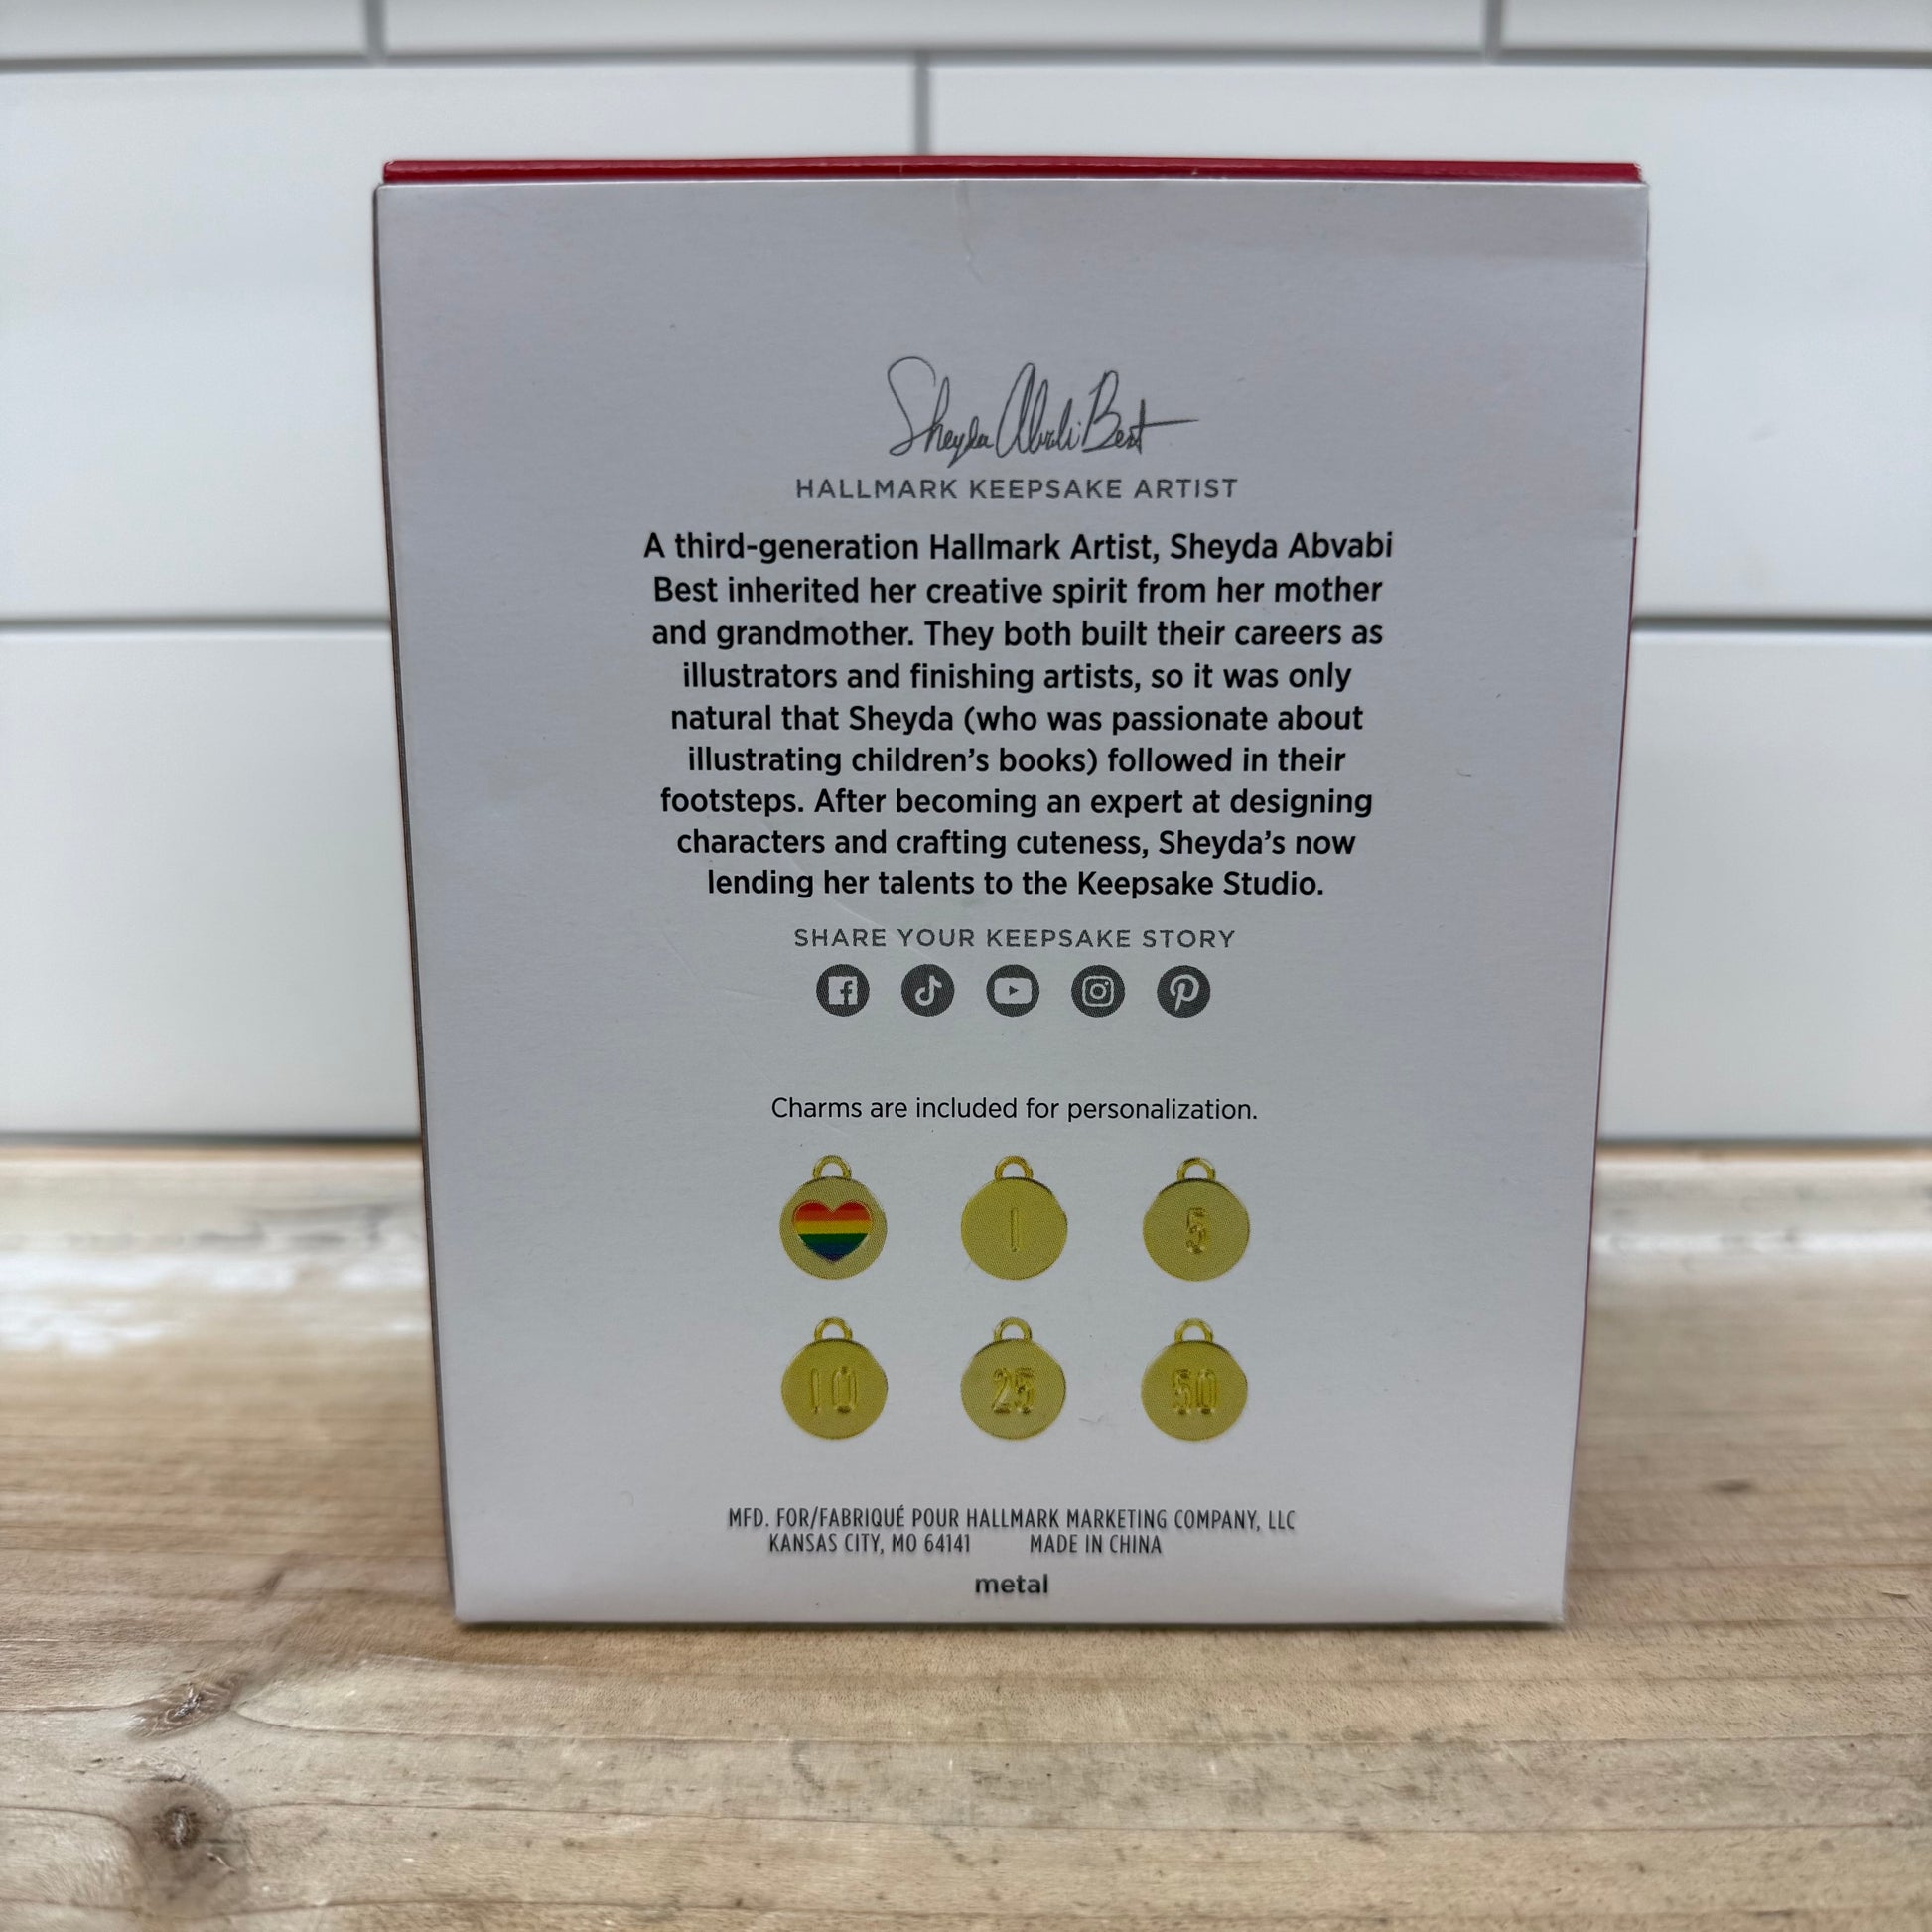 Sheyda Abvabi Best
HALLMARK KEEPSAKE ARTIST
A third-generation Hallmark Artist, Sheyda Abvabi
Best inherited her creative spirit from her mother
and grandmother. They both built their careers as
illustrators and finishing artists, so it was only
natural that Sheyda (who was passionate about
illustrating children's books) followed in their
footsteps. After becoming an expert at designing
characters and crafting cuteness, Sheyda's now
lending her talents to the Keepsake Studio.
SHARE YOUR KEEPSAKE STORY
Charms are included for personalization.
1 5
10 25 50
MFD. FOR/FABRIQUÉ POUR HALLMARK MARKETING COMPANY, LLC
KANSAS CITY, MO 64141 MADE IN CHINA
metal